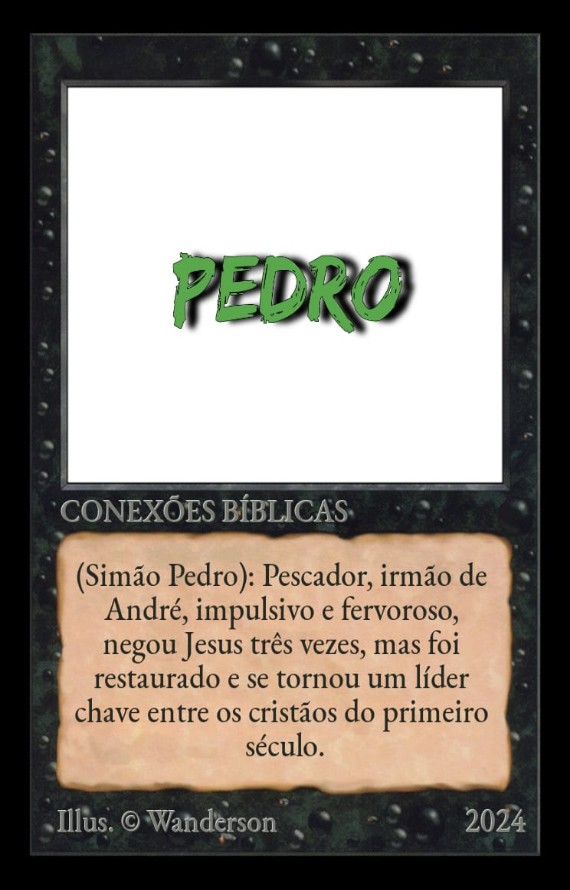 PEDRO
CONEXÕES BÍBLICAS
(Simão Pedro): Pescador, irmão de
André, impulsivo e fervoroso,
negou Jesus três vezes, mas foi
restaurado e se tornou um líder
chave entre os cristãos do primeiro
século.
Illus. © Wanderson
2024